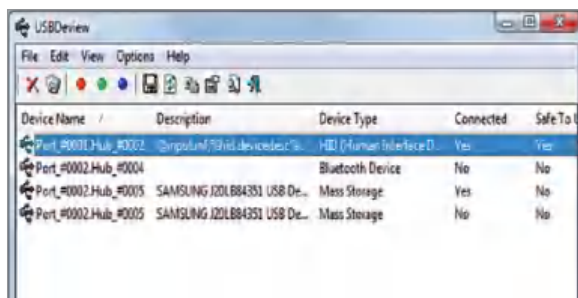 USBDeview
File Edit View Options Help
Device Name / Description Device Type Connected Safe To U
Port_#0001.Hub_#0002 HID (Human Interface D... Yes Yes
Port_#0002.Hub_#0004 Bluetooth Device No No
Port_#0002.Hub_#0005 SAMSUNG J20LB84351 USB De... Mass Storage Yes No
Port_#0002.Hub_#0005 SAMSUNG J20LB84351 USB De... Mass Storage No No